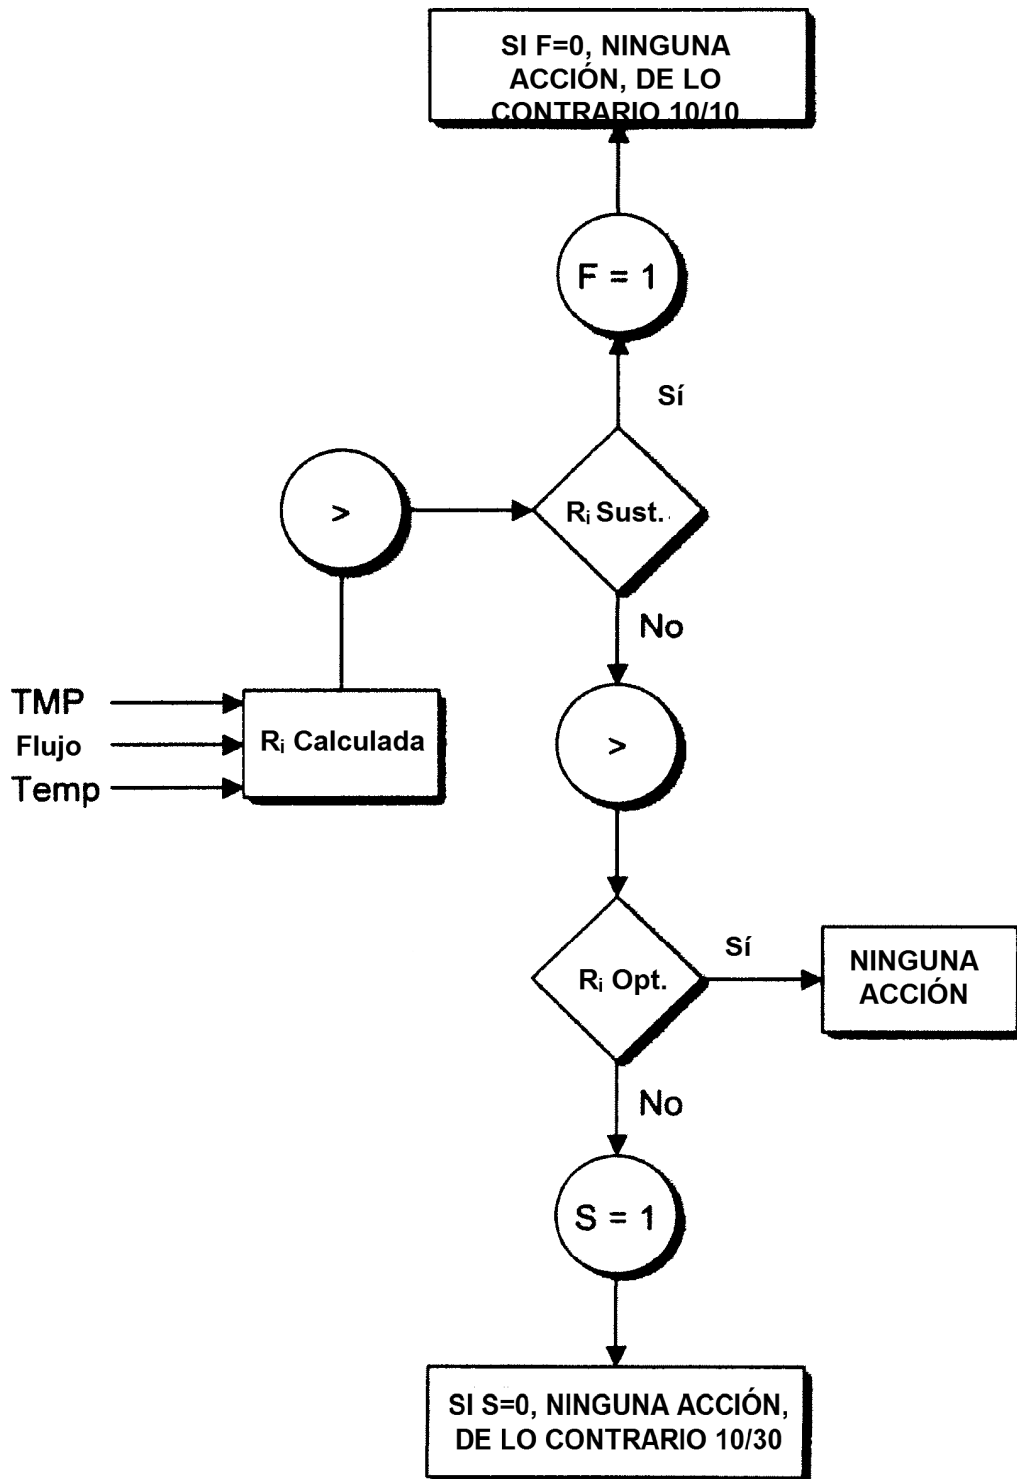 SI F=0, NINGUNA
ACCIÓN, DE LO
CONTRARIO 10/10
F = 1
Sí
>
Ri Sust.
No
TMP
Flujo
Temp
Ri Calculada
>
Ri Opt.
Sí
NINGUNA
ACCIÓN
No
S = 1
SI S=0, NINGUNA ACCIÓN,
DE LO CONTRARIO 10/30